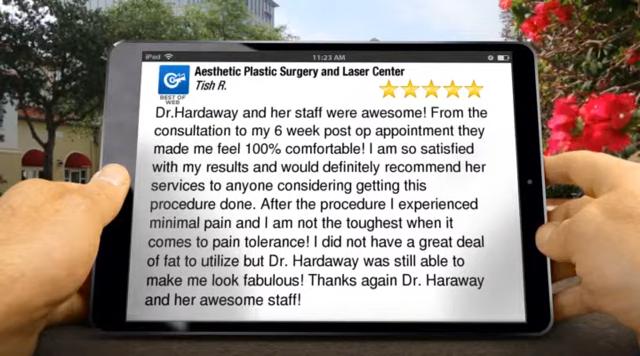 iPad
11:23 AM
Aesthetic Plastic Surgery and Laser Center
Tish R.
BEST OF
WEB
Dr.Hardaway and her staff were awesome! From the
consultation to my 6 week post op appointment they
made me feel 100% comfortable! I am so satisfied
with my results and would definitely recommend her
services to anyone considering getting this
procedure done. After the procedure I experienced
minimal pain and I am not the toughest when it
comes to pain tolerance! I did not have a great deal
of fat to utilize but Dr. Hardaway was still able to
make me look fabulous! Thanks again Dr. Haraway
and her awesome staff!